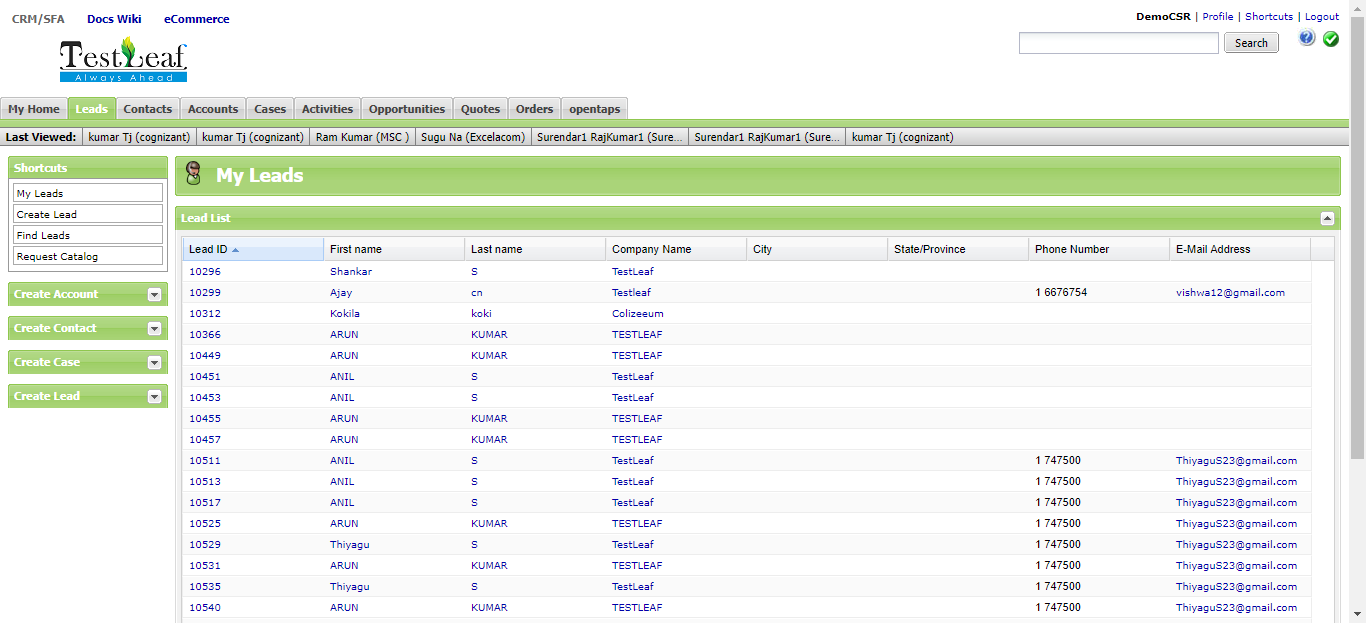 CRM/SFA Docs Wiki eCommerce
DemoCSR | Profile | Shortcuts | Logout
Search
TestLeaf
Always Ahead
My Home Leads Contacts Accounts Cases Activities Opportunities Quotes Orders opentaps
Last Viewed: kumar Tj (cognizant) kumar Tj (cognizant) Ram Kumar (MSC ) Sugu Na (Excelacom) Surendar1 RajKumar1 (Sure... Surendar1 RajKumar1 (Sure... kumar Tj (cognizant)
Shortcuts
My Leads
Create Lead
Find Leads
Request Catalog
Create Account
Create Contact
Create Case
Create Lead
My Leads
Lead List
Lead ID First name Last name Company Name City State/Province Phone Number E-Mail Address
10296 Shankar S TestLeaf
10299 Ajay cn Testleaf 1 6676754 vishwa12@gmail.com
10312 Kokila koki Colizeeum
10366 ARUN KUMAR TESTLEAF
10449 ARUN KUMAR TESTLEAF
10451 ANIL S TestLeaf
10453 ANIL S TestLeaf
10455 ARUN KUMAR TESTLEAF
10457 ARUN KUMAR TESTLEAF
10511 ANIL S TestLeaf 1 747500 ThiyaguS23@gmail.com
10513 ANIL S TestLeaf 1 747500 ThiyaguS23@gmail.com
10517 ANIL S TestLeaf 1 747500 ThiyaguS23@gmail.com
10525 ARUN KUMAR TESTLEAF 1 747500 ThiyaguS23@gmail.com
10529 Thiyagu S TestLeaf 1 747500 ThiyaguS23@gmail.com
10531 ARUN KUMAR TESTLEAF 1 747500 ThiyaguS23@gmail.com
10535 Thiyagu S TestLeaf 1 747500 ThiyaguS23@gmail.com
10540 ARUN KUMAR TESTLEAF 1 747500 ThiyaguS23@gmail.com